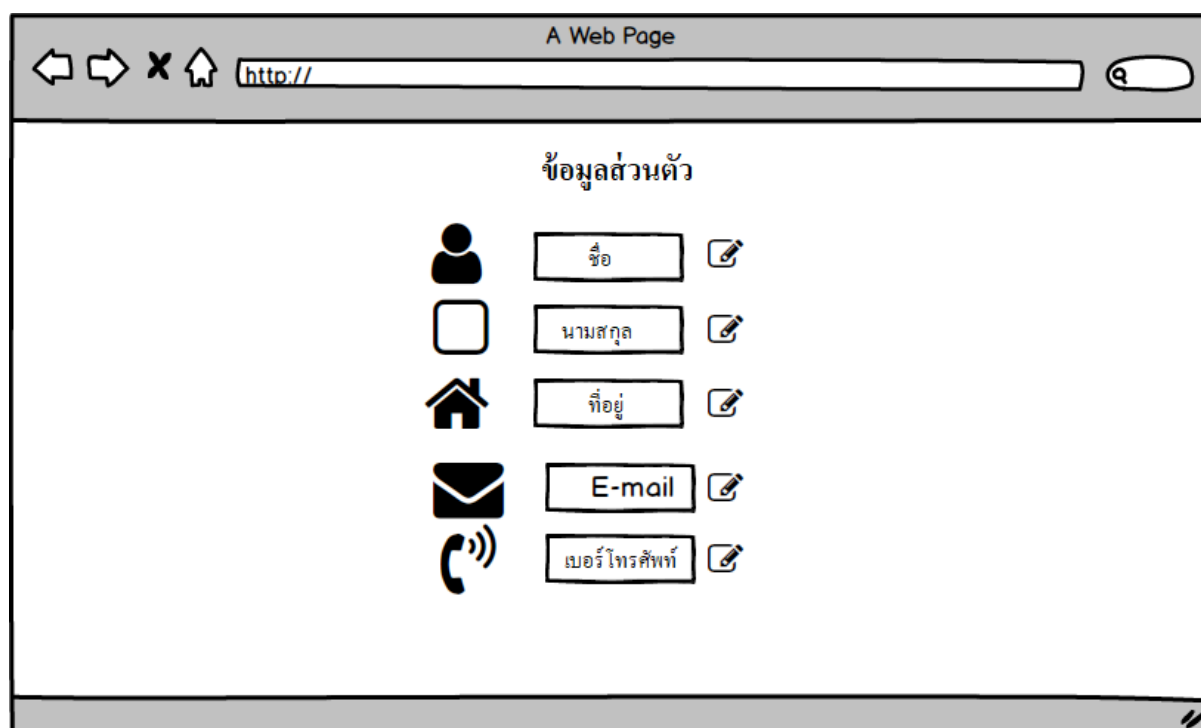 A Web Page
http://
ข้อมูลส่วนตัว
ชื่อ
นามสกุล
ที่อยู่
E-mail
เบอร์โทรศัพท์